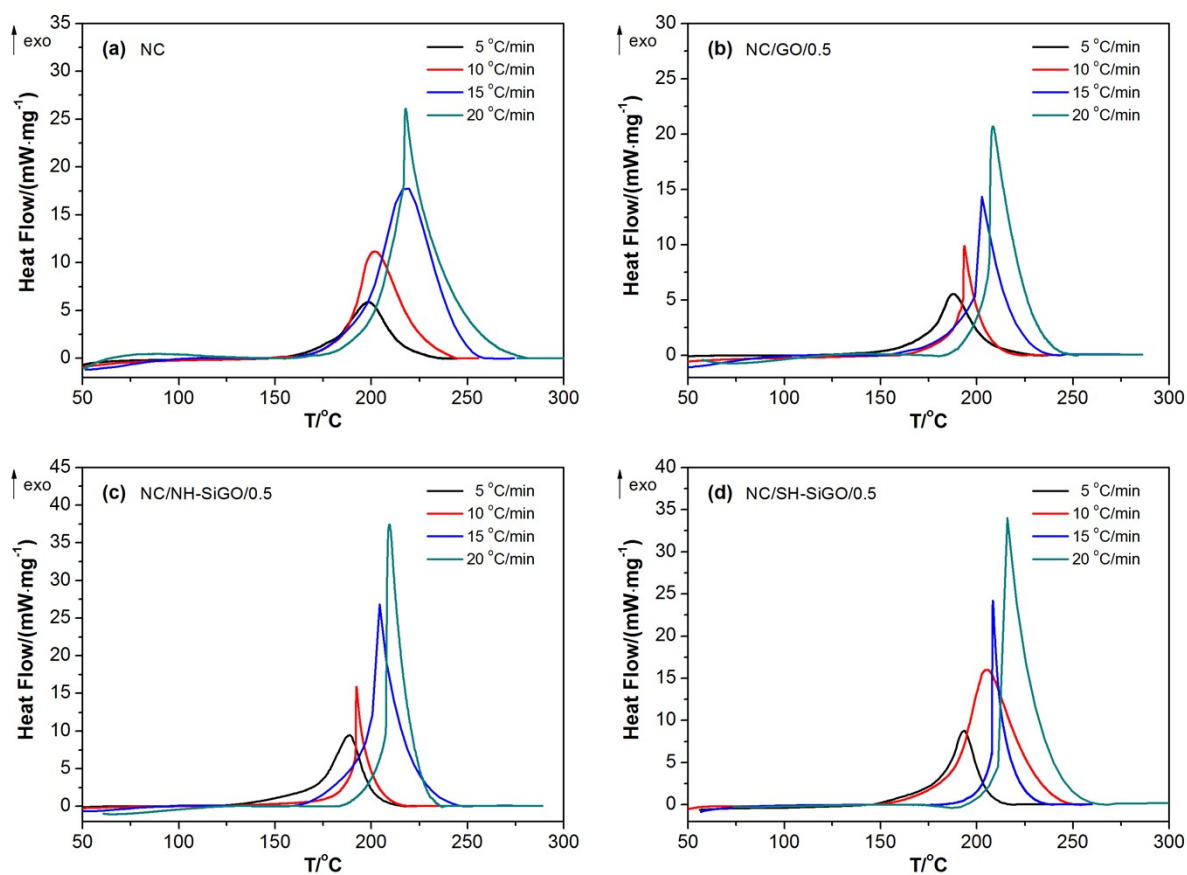 exo
(a) NC
5 °C/min
10 °C/min
15 °C/min
20 °C/min
35
30
25
20
15
10
5
0
Heat Flow/(mW·mg⁻¹)
50 100 150 200 250 300
T/°C
exo
(b) NC/GO/0.5
5 °C/min
10 °C/min
15 °C/min
20 °C/min
30
25
20
15
10
5
0
Heat Flow/(mW·mg⁻¹)
50 100 150 200 250 300
T/°C
exo
(c) NC/NH-SiGO/0.5
5 °C/min
10 °C/min
15 °C/min
20 °C/min
45
40
35
30
25
20
15
10
5
0
Heat Flow/(mW·mg⁻¹)
50 100 150 200 250 300
T/°C
exo
(d) NC/SH-SiGO/0.5
5 °C/min
10 °C/min
15 °C/min
20 °C/min
40
35
30
25
20
15
10
5
0
Heat Flow/(mW·mg⁻¹)
50 100 150 200 250 300
T/°C